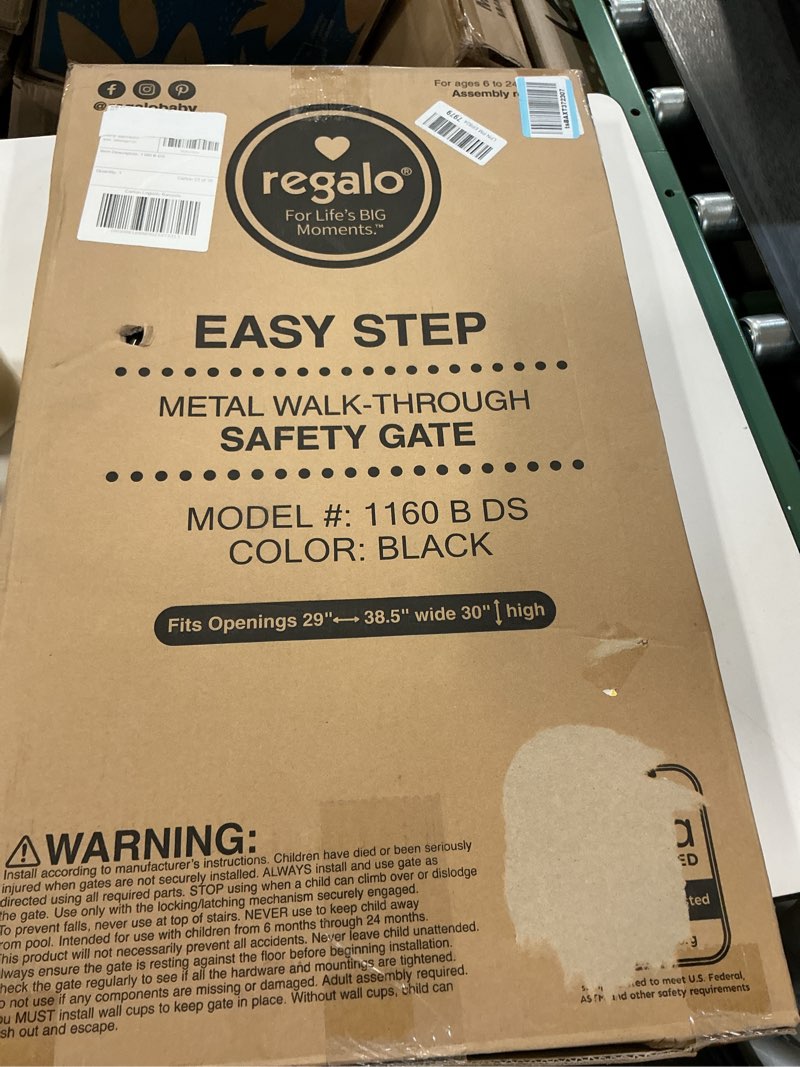 For ages 6 to 24
Assembly r
regalo®
For Life's BIG
Moments.™
EASY STEP
METAL WALK-THROUGH
SAFETY GATE
MODEL #: 1160 B DS
COLOR: BLACK
Fits Openings 29"↔ 38.5" wide 30"↕ high
WARNING:
Install according to manufacturer's instructions. Children have died or been seriously
injured when gates are not securely installed. ALWAYS install and use gate as
directed using all required parts. STOP using when a child can climb over or dislodge
the gate. Use only with the locking/latching mechanism securely engaged.
To prevent falls, never use at top of stairs. NEVER use to keep child away
rom pool. Intended for use with children from 6 months through 24 months.
his product will not necessarily prevent all accidents. Never leave child unattended.
lways ensure the gate is resting against the floor before beginning installation.
heck the gate regularly to see if all the hardware and mountings are tightened.
o not use if any components are missing or damaged. Adult assembly required.
ou MUST install wall cups to keep gate in place. Without wall cups, child can
sh out and escape.
a
ED
ted
ed to meet U.S. Federal,
and other safety requirements